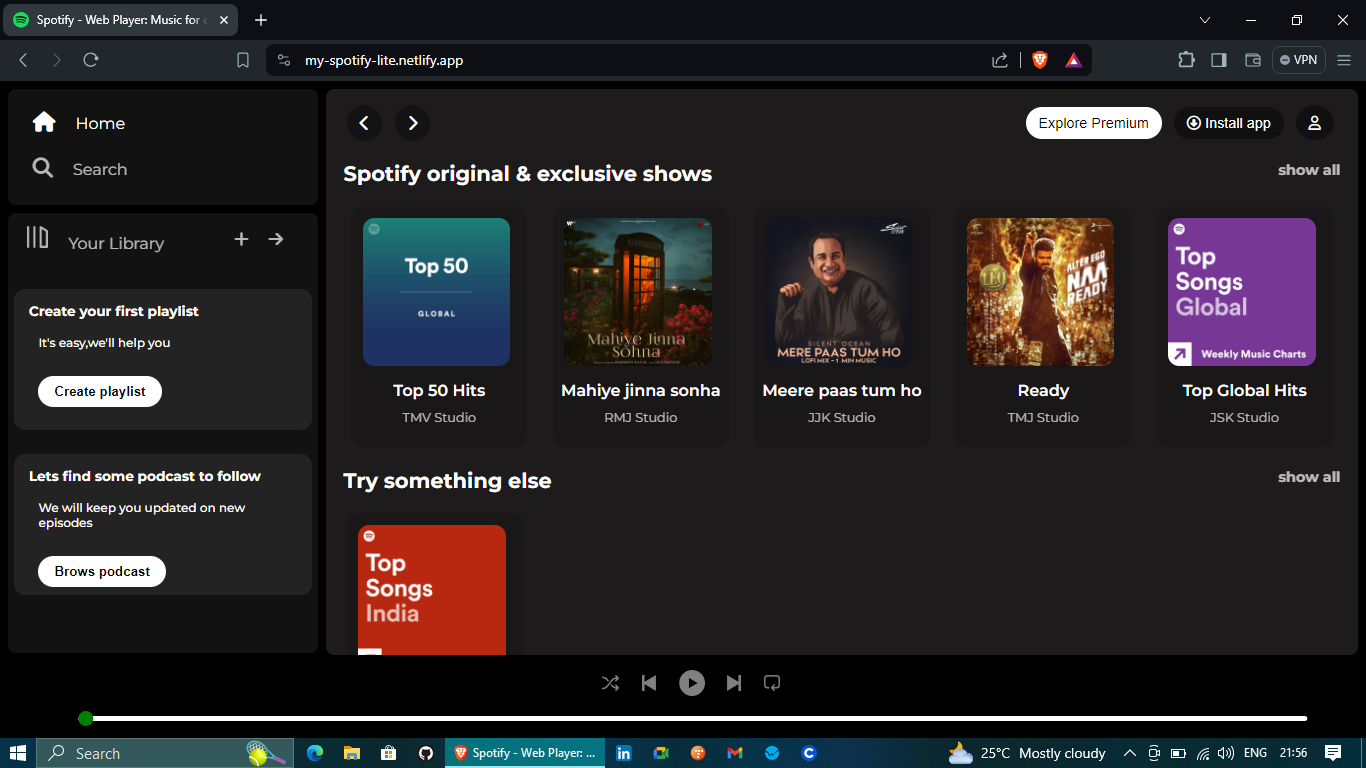 Spotify - Web Player: Music for e
my-spotify-lite.netlify.app
VPN
Home
Search
Your Library
Create your first playlist
It's easy,we'll help you
Create playlist
Lets find some podcast to follow
We will keep you updated on new
episodes
Brows podcast
Explore Premium
Install app
Spotify original & exclusive shows
show all
Top 50
GLOBAL
Top 50 Hits
TMV Studio
Mahiye Jinna
Sohna
Mahiye jinna sonha
RMJ Studio
SILENT OCEAN
MERE PAAS TUM HO
LOFI MIX - 1 MIN MUSIC
Meere paas tum ho
JJK Studio
ALTER EGO
NAA
READY
Ready
TMJ Studio
Top
Songs
Global
Weekly Music Charts
Top Global Hits
JSK Studio
Try something else
show all
Top
Songs
India
Search
Spotify - Web Player: ...
25°C Mostly cloudy
ENG
21:56